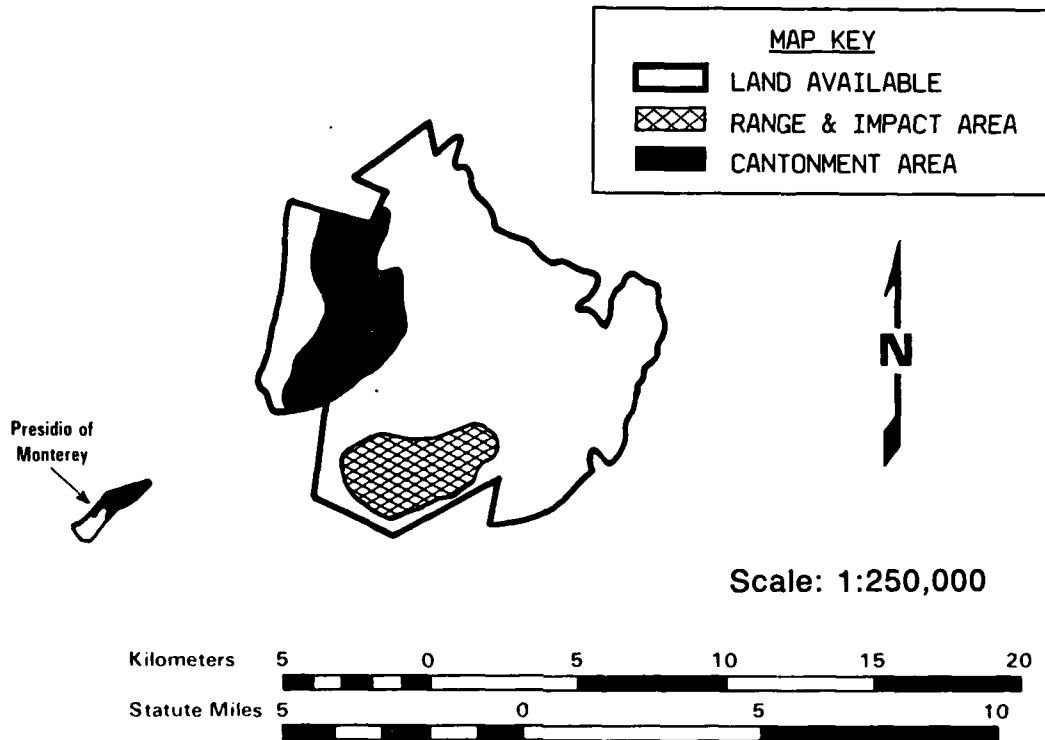 MAP KEY
LAND AVAILABLE
RANGE & IMPACT AREA
CANTONMENT AREA
N
Presidio of
Monterey
Scale: 1:250,000
Kilometers 5 0 5 10 15 20
Statute Miles 5 0 5 10